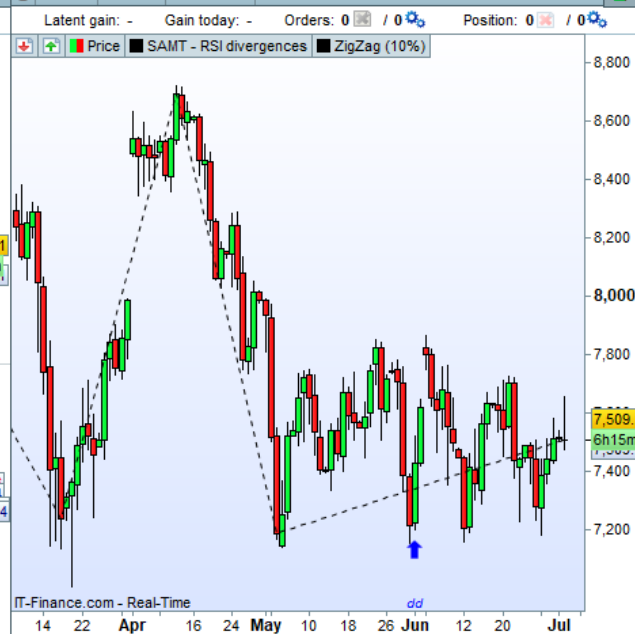 Latent gain: - Gain today: - Orders: 0 / 0 Position: 0 / 0
Price SAMT - RSI divergences ZigZag (10%)
8,800
8,600
8,400
8,200
8,000
7,800
7,509.
6h15m
7,400
7,200
dd
IT-Finance.com - Real-Time
14 22 Apr 16 24 May 10 18 26 Jun 12 20 Jul